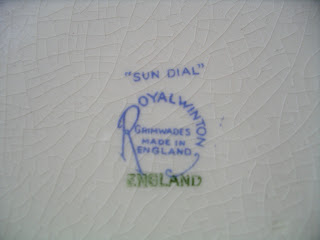 "SUN DIAL"
ROYAL WINTON
GRIMWADES
MADE IN
ENGLAND
ENGLAND